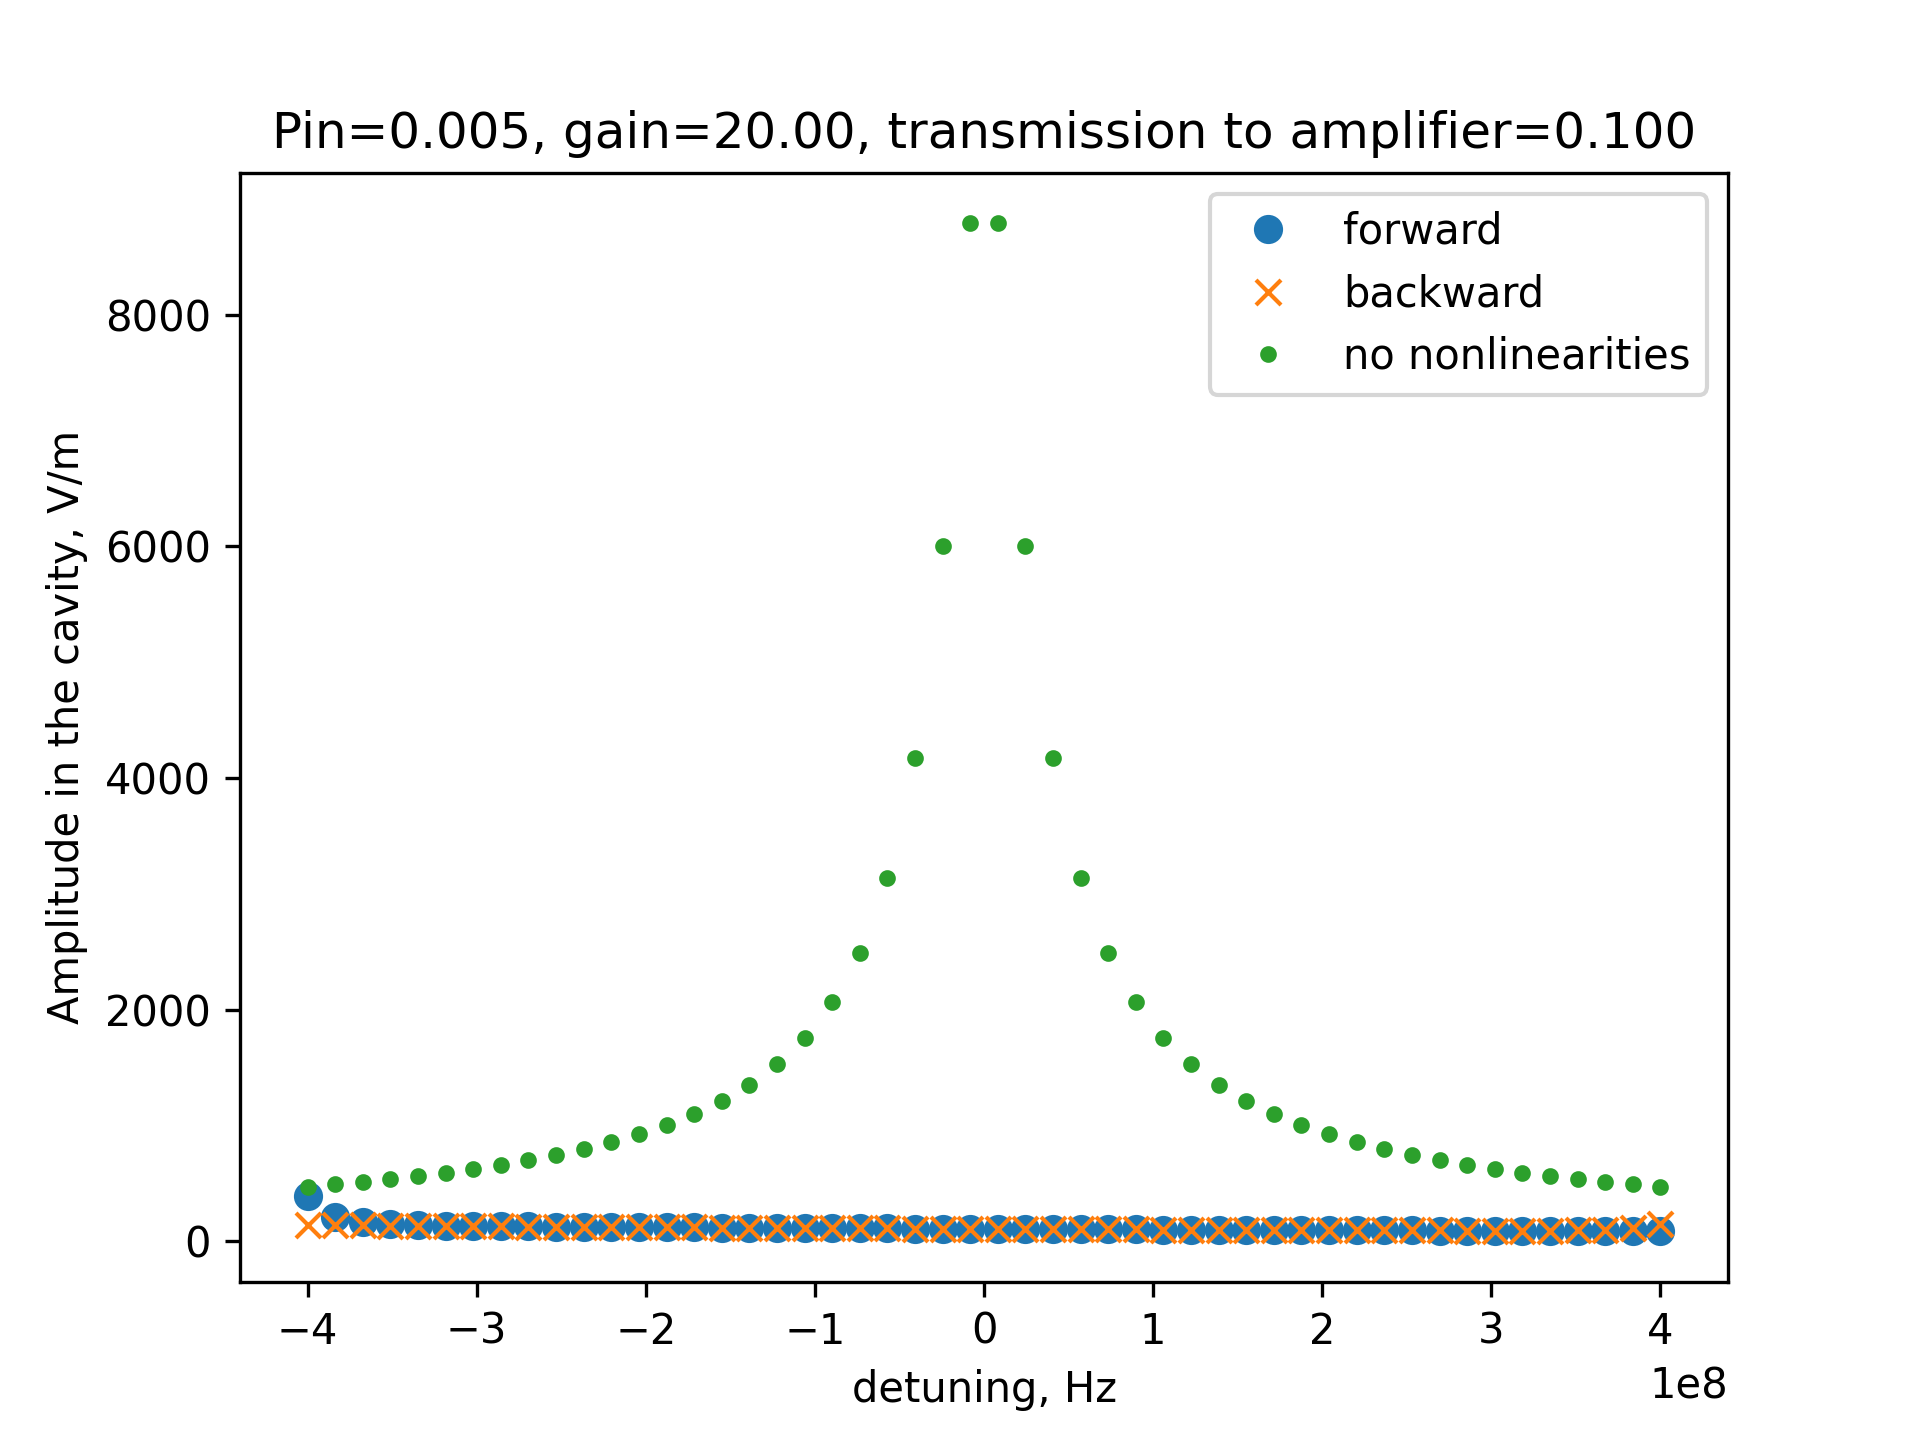 Pin=0.005, gain=20.00, transmission to amplifier=0.100
forward
backward
no nonlinearities
Amplitude in the cavity, V/m
8000
6000
4000
2000
0
−4 −3 −2 −1 0 1 2 3 4
1e8
detuning, Hz